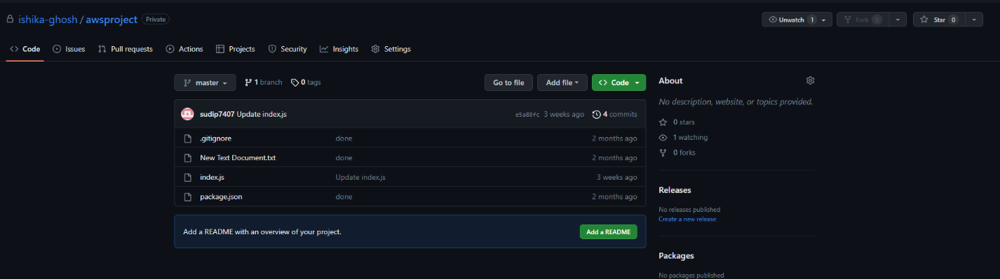 ishika-ghosh / awsproject Private
Unwatch 1 Fork 0 Star 0
Code Issues Pull requests Actions Projects Security Insights Settings
master 1 branch 0 tags Go to file Add file Code
sudip7407 Update index.js e5a88fc 3 weeks ago 4 commits
.gitignore done 2 months ago
New Text Document.txt done 2 months ago
index.js Update index.js 3 weeks ago
package.json done 2 months ago
Add a README with an overview of your project. Add a README
About
No description, website, or topics provided.
0 stars
1 watching
0 forks
Releases
No releases published
Create a new release
Packages
No packages published